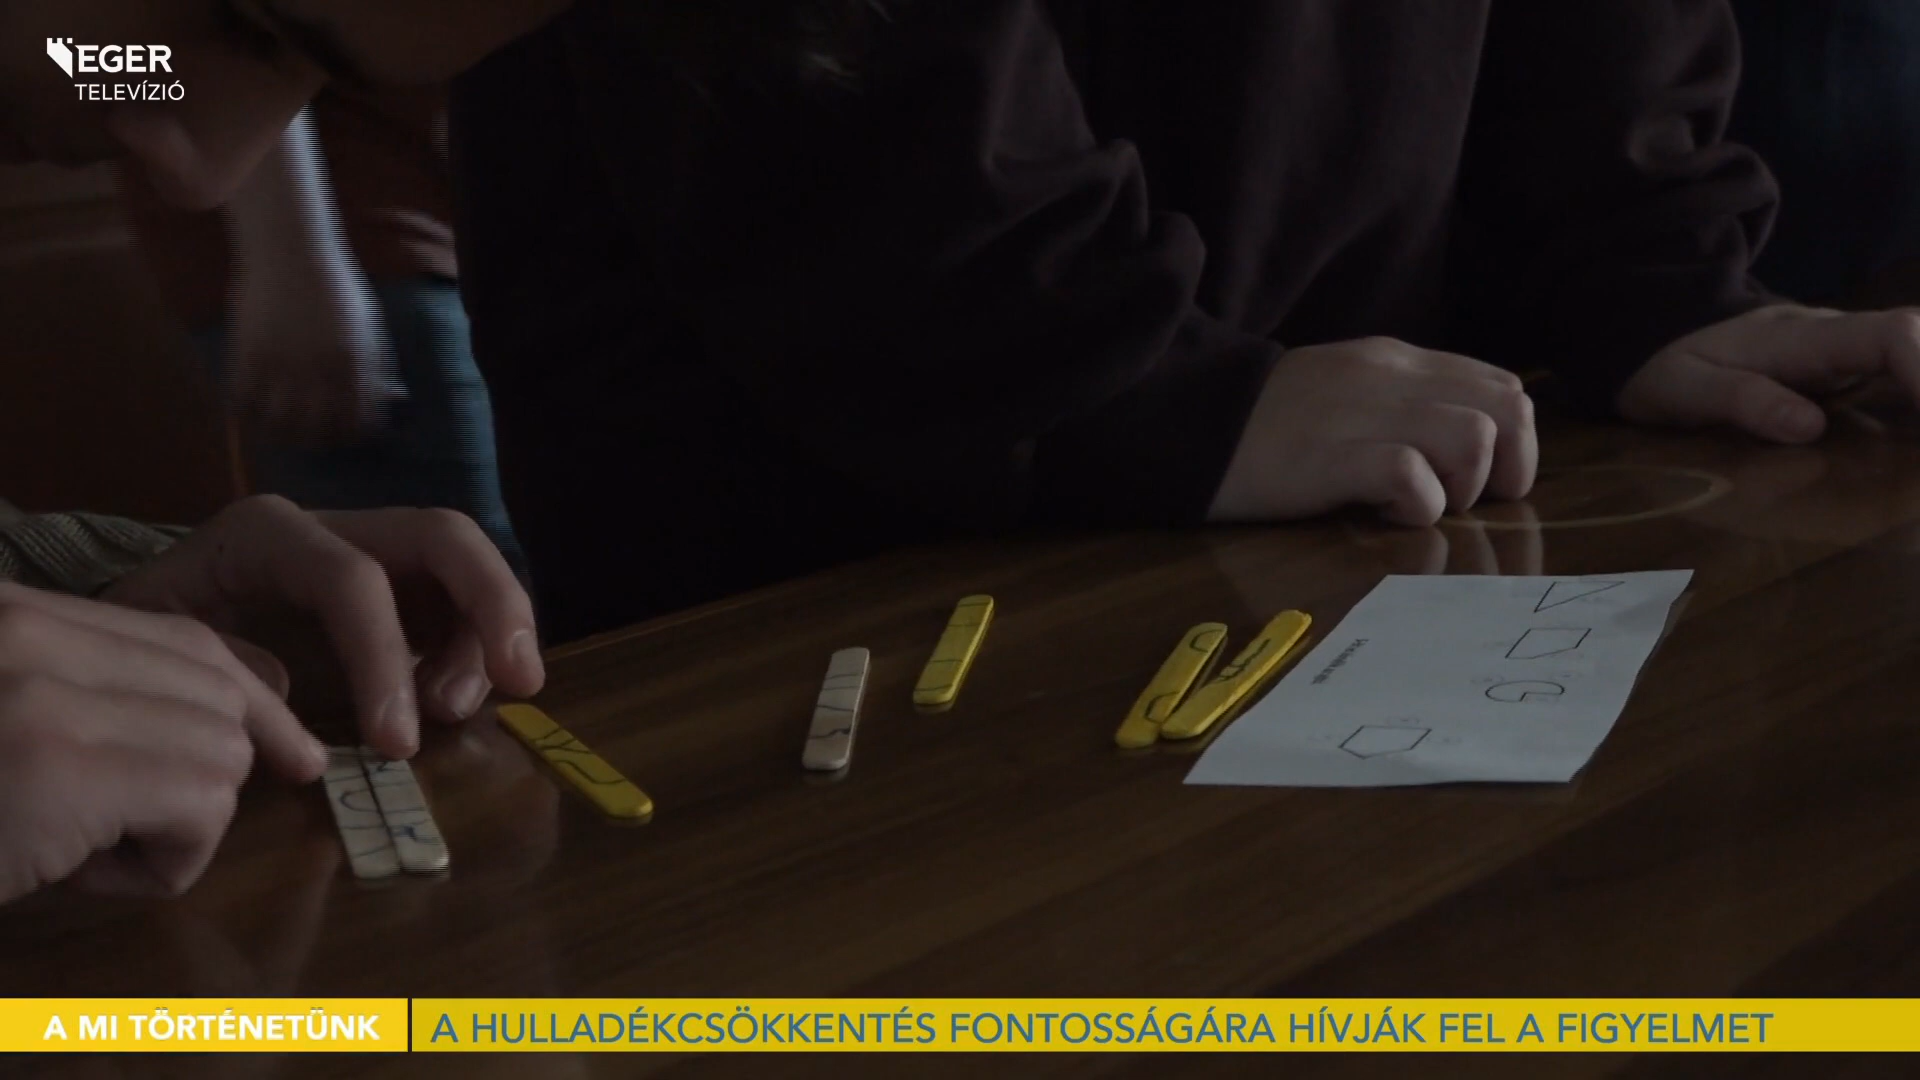 EGER
TELEVÍZIÓ
A MI TÖRTÉNETÜNK
A HULLADÉKCSÖKKENTÉS FONTOSSÁGÁRA HÍVJÁK FEL A FIGYELMET